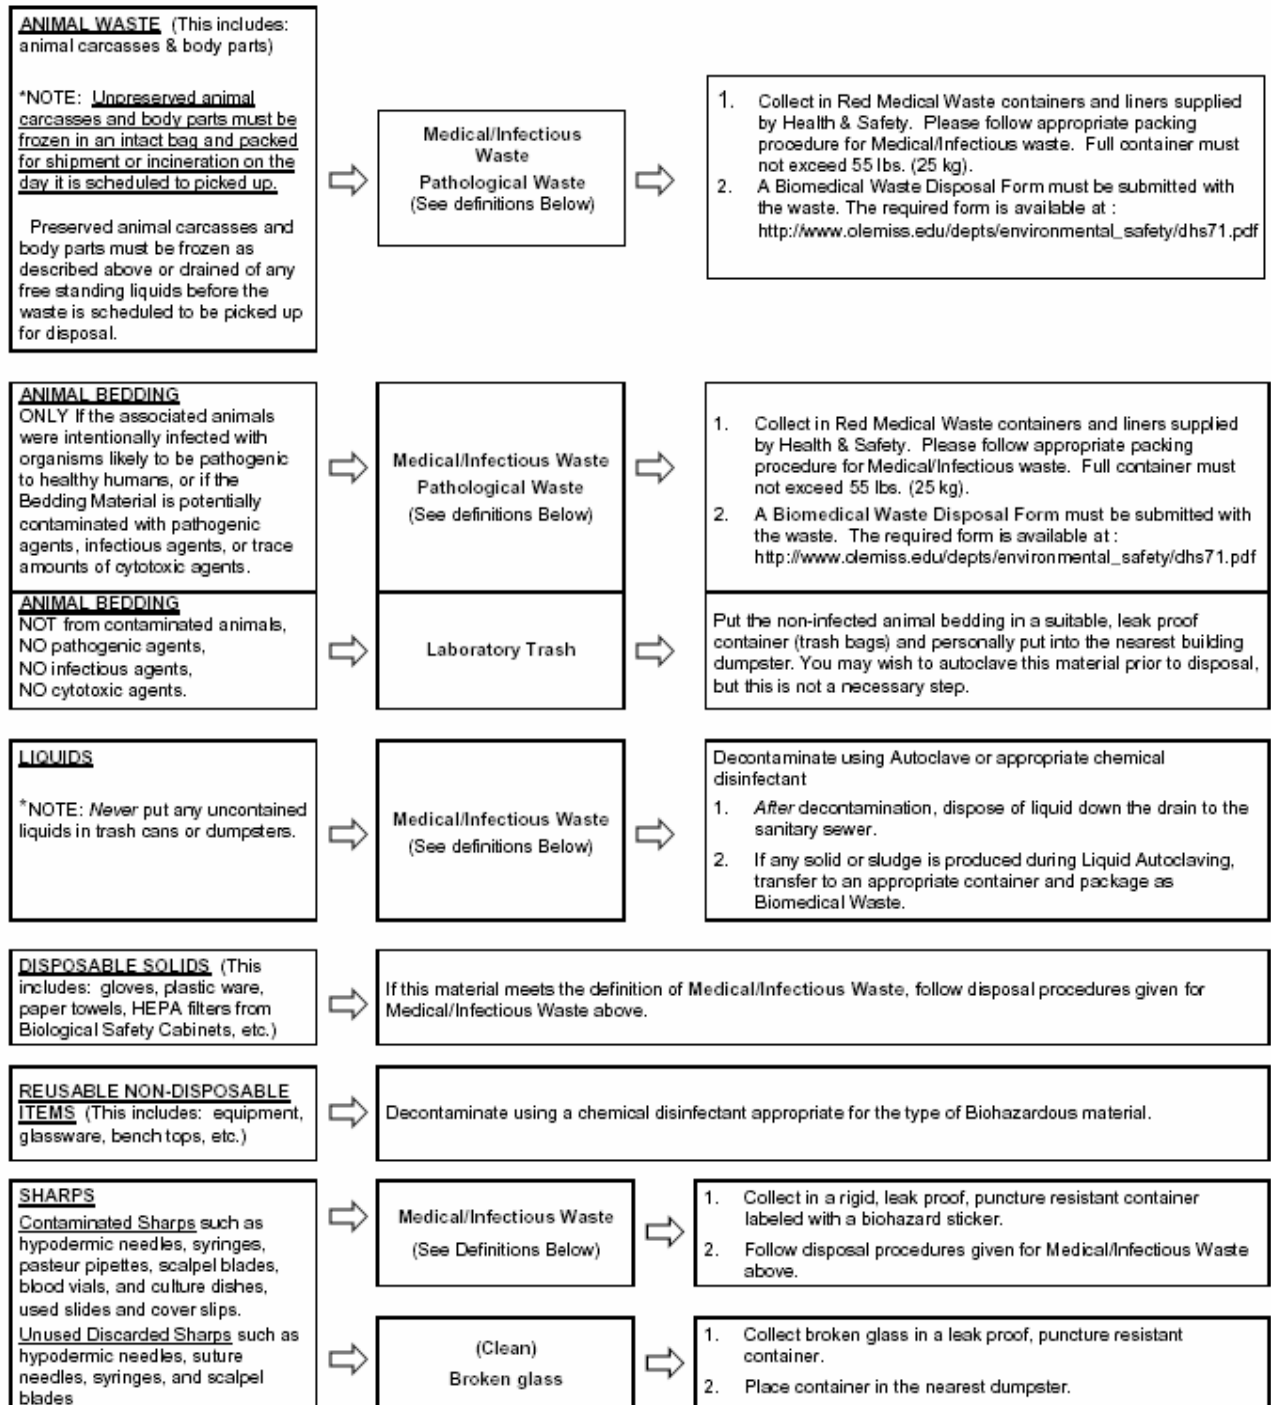 ANIMAL WASTE (This includes:
animal carcasses & body parts)
*NOTE: Unpreserved animal
carcasses and body parts must be
frozen in an intact bag and packed
for shipment or incineration on the
day it is scheduled to picked up.
Preserved animal carcasses and
body parts must be frozen as
described above or drained of any
free standing liquids before the
waste is scheduled to be picked up
for disposal.
Medical/Infectious
Waste
Pathological Waste
(See definitions Below)
1. Collect in Red Medical Waste containers and liners supplied
by Health & Safety. Please follow appropriate packing
procedure for Medical/Infectious waste. Full container must
not exceed 55 lbs. (25 kg).
2. A Biomedical Waste Disposal Form must be submitted with
the waste. The required form is available at :
http://www.olemiss.edu/depts/environmental_safety/dhs71.pdf
ANIMAL BEDDING
ONLY If the associated animals
were intentionally infected with
organisms likely to be pathogenic
to healthy humans, or if the
Bedding Material is potentially
contaminated with pathogenic
agents, infectious agents, or trace
amounts of cytotoxic agents.
Medical/Infectious Waste
Pathological Waste
(See definitions Below)
1. Collect in Red Medical Waste containers and liners supplied
by Health & Safety. Please follow appropriate packing
procedure for Medical/Infectious waste. Full container must
not exceed 55 lbs. (25 kg).
2. A Biomedical Waste Disposal Form must be submitted with
the waste. The required form is available at :
http://www.olemiss.edu/depts/environmental_safety/dhs71.pdf
ANIMAL BEDDING
NOT from contaminated animals,
NO pathogenic agents,
NO infectious agents,
NO cytotoxic agents.
Laboratory Trash
Put the non-infected animal bedding in a suitable, leak proof
container (trash bags) and personally put into the nearest building
dumpster. You may wish to autoclave this material prior to disposal,
but this is not a necessary step.
LIQUIDS
*NOTE: Never put any uncontained
liquids in trash cans or dumpsters.
Medical/Infectious Waste
(See definitions Below)
Decontaminate using Autoclave or appropriate chemical
disinfectant
1. After decontamination, dispose of liquid down the drain to the
sanitary sewer.
2. If any solid or sludge is produced during Liquid Autoclaving,
transfer to an appropriate container and package as
Biomedical Waste.
DISPOSABLE SOLIDS (This
includes: gloves, plastic ware,
paper towels, HEPA filters from
Biological Safety Cabinets, etc.)
If this material meets the definition of Medical/Infectious Waste, follow disposal procedures given for
Medical/Infectious Waste above.
REUSABLE NON-DISPOSABLE
ITEMS (This includes: equipment,
glassware, bench tops, etc.)
Decontaminate using a chemical disinfectant appropriate for the type of Biohazardous material.
SHARPS
Contaminated Sharps such as
hypodermic needles, syringes,
pasteur pipettes, scalpel blades,
blood vials, and culture dishes,
used slides and cover slips.
Medical/Infectious Waste
(See Definitions Below)
1. Collect in a rigid, leak proof, puncture resistant container
labeled with a biohazard sticker.
2. Follow disposal procedures given for Medical/Infectious Waste
above.
Unused Discarded Sharps such as
hypodermic needles, suture
needles, syringes, and scalpel
blades
(Clean)
Broken glass
1. Collect broken glass in a leak proof, puncture resistant
container.
2. Place container in the nearest dumpster.